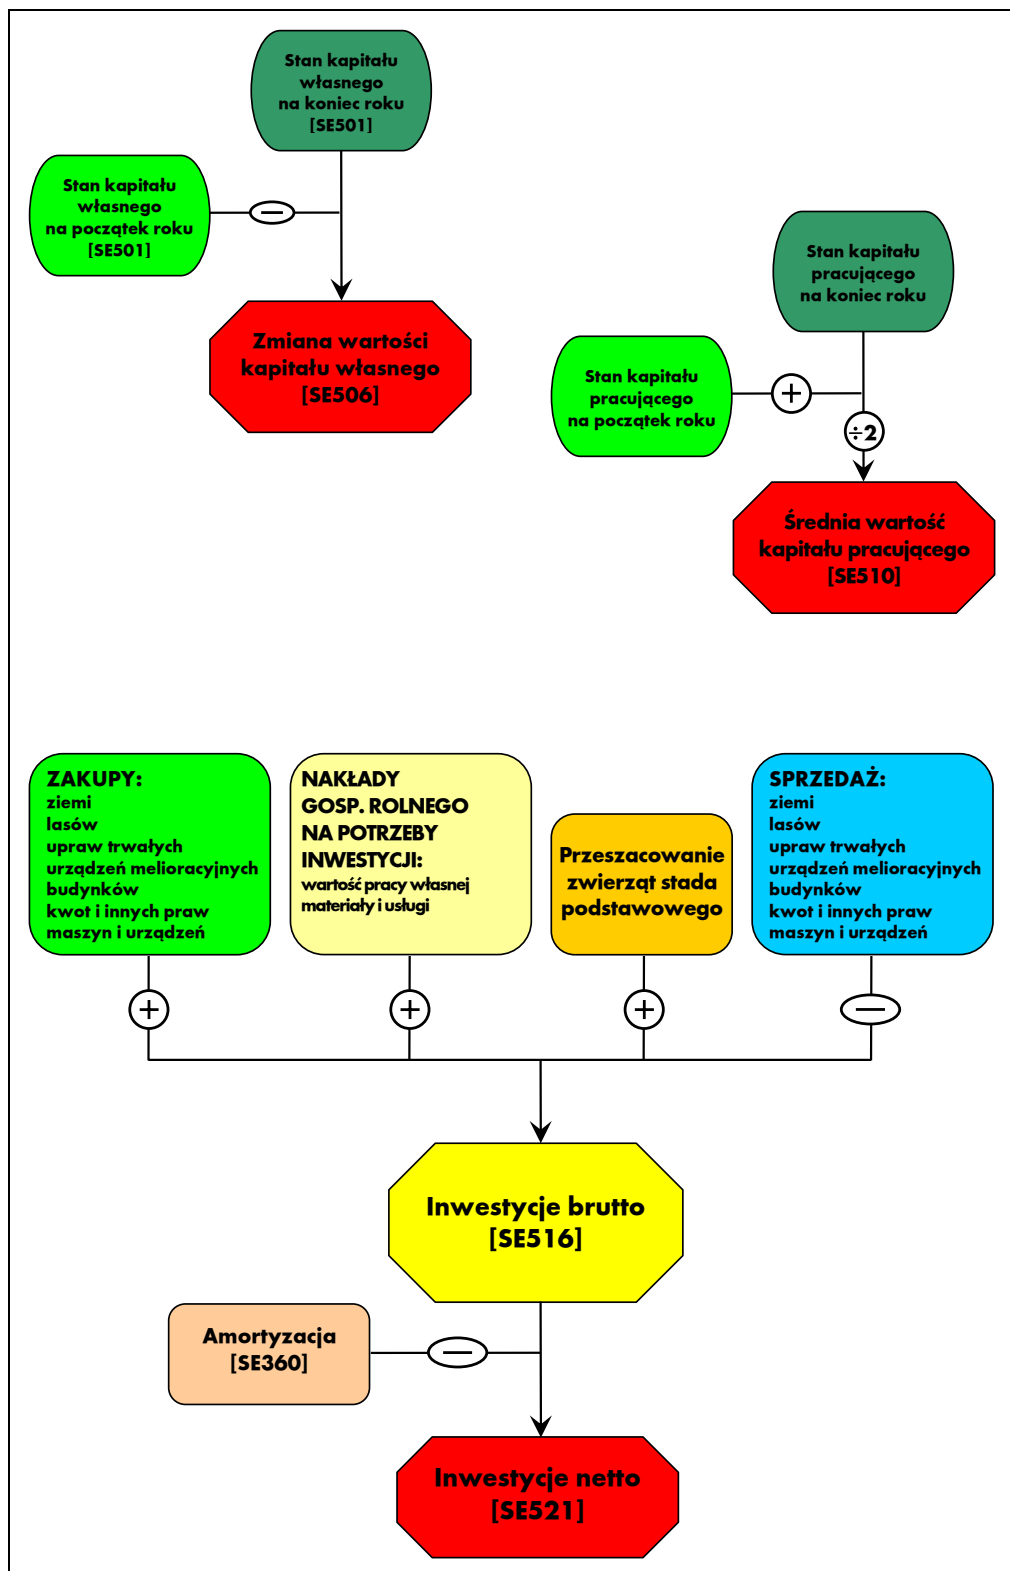 Stan kapitału
własnego
na koniec roku
[SE501]
Stan kapitału
własnego
na początek roku
[SE501]
–
Zmiana wartości
kapitału własnego
[SE506]
Stan kapitału
pracującego
na koniec roku
Stan kapitału
pracującego
na początek roku
+
÷2
Średnia wartość
kapitału pracującego
[SE510]
ZAKUPY:
ziemi
lasów
upraw trwałych
urządzeń melioracyjnych
budynków
kwot i innych praw
maszyn i urządzeń
NAKŁADY
GOSP. ROLNEGO
NA POTRZEBY
INWESTYCJI:
wartość pracy własnej
materiały i usługi
Przeszacowanie
zwierząt stada
podstawowego
SPRZEDAŻ:
ziemi
lasów
upraw trwałych
urządzeń melioracyjnych
budynków
kwot i innych praw
maszyn i urządzeń
+
+
+
–
Inwestycje brutto
[SE516]
Amortyzacja
[SE360]
–
Inwestycje netto
[SE521]